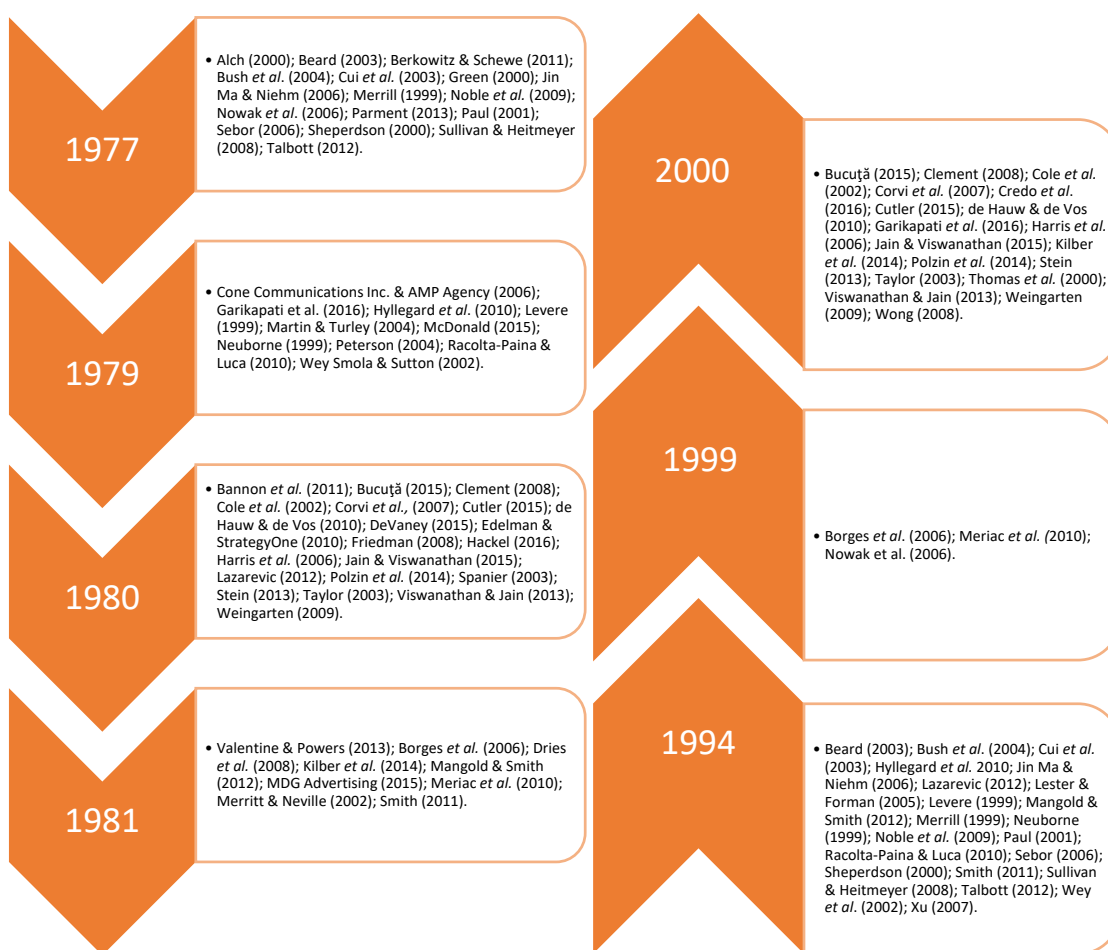 1977
• Alch (2000); Beard (2003); Berkowitz & Schewe (2011);
Bush et al. (2004); Cui et al. (2003); Green (2000); Jin
Ma & Niehm (2006); Merrill (1999); Noble et al. (2009);
Nowak et al. (2006); Parment (2013); Paul (2001);
Sebor (2006); Sheperdson (2000); Sullivan & Heitmeyer
(2008); Talbott (2012).
1979
• Cone Communications Inc. & AMP Agency (2006);
Garikapati et al. (2016); Hyllegard et al. (2010); Levere
(1999); Martin & Turley (2004); McDonald (2015);
Neuborne (1999); Peterson (2004); Racolta-Paina &
Luca (2010); Wey Smola & Sutton (2002).
1980
• Bannon et al. (2011); Bucuţă (2015); Clement (2008);
Cole et al. (2002); Corvi et al., (2007); Cutler (2015); de
Hauw & de Vos (2010); DeVaney (2015); Edelman &
StrategyOne (2010); Friedman (2008); Hackel (2016);
Harris et al. (2006); Jain & Viswanathan (2015);
Lazarevic (2012); Polzin et al. (2014); Spanier (2003);
Stein (2013); Taylor (2003); Viswanathan & Jain (2013);
Weingarten (2009).
1981
• Valentine & Powers (2013); Borges et al. (2006); Dries
et al. (2008); Kilber et al. (2014); Mangold & Smith
(2012); MDG Advertising (2015); Meriac et al. (2010);
Merritt & Neville (2002); Smith (2011).
2000
• Bucuţă (2015); Clement (2008); Cole et al.
(2002); Corvi et al. (2007); Credo et al.
(2016); Cutler (2015); de Hauw & de Vos
(2010); Garikapati et al. (2016); Harris et al.
(2006); Jain & Viswanathan (2015); Kilber
et al. (2014); Polzin et al. (2014); Stein
(2013); Taylor (2003); Thomas et al. (2000);
Viswanathan & Jain (2013); Weingarten
(2009); Wong (2008).
1999
• Borges et al. (2006); Meriac et al. (2010);
Nowak et al. (2006).
1994
• Beard (2003); Bush et al. (2004); Cui et al.
(2003); Hyllegard et al. 2010; Jin Ma &
Niehm (2006); Lazarevic (2012); Lester &
Forman (2005); Levere (1999); Mangold &
Smith (2012); Merrill (1999); Neuborne
(1999); Noble et al. (2009); Paul (2001);
Racolta-Paina & Luca (2010); Sebor (2006);
Sheperdson (2000); Smith (2011); Sullivan
& Heitmeyer (2008); Talbott (2012); Wey
et al. (2002); Xu (2007).